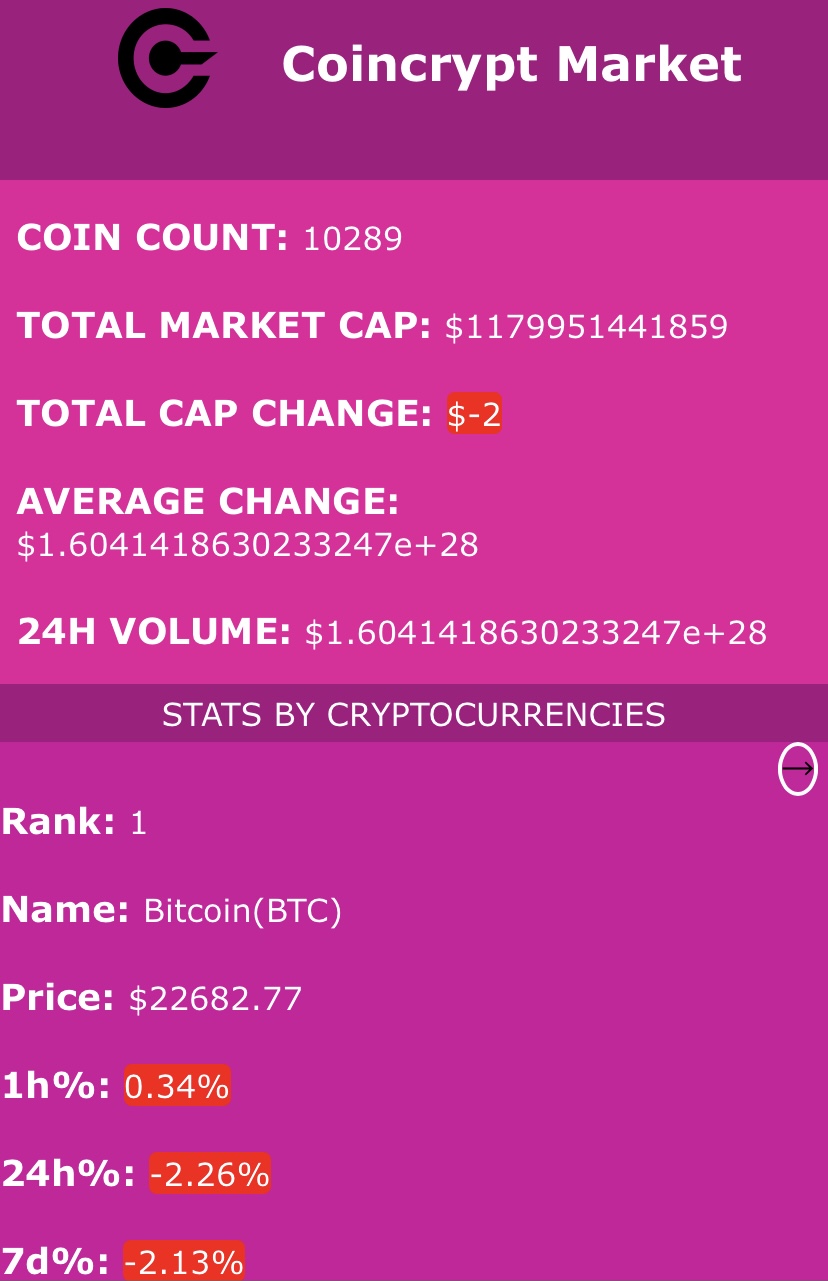 Coincrypt Market
COIN COUNT: 10289
TOTAL MARKET CAP: $1179951441859
TOTAL CAP CHANGE: $-2
AVERAGE CHANGE:
$1.6041418630233247e+28
24H VOLUME: $1.6041418630233247e+28
STATS BY CRYPTOCURRENCIES
Rank: 1
Name: Bitcoin(BTC)
Price: $22682.77
1h%: 0.34%
24h%: -2.26%
7d%: -2.13%